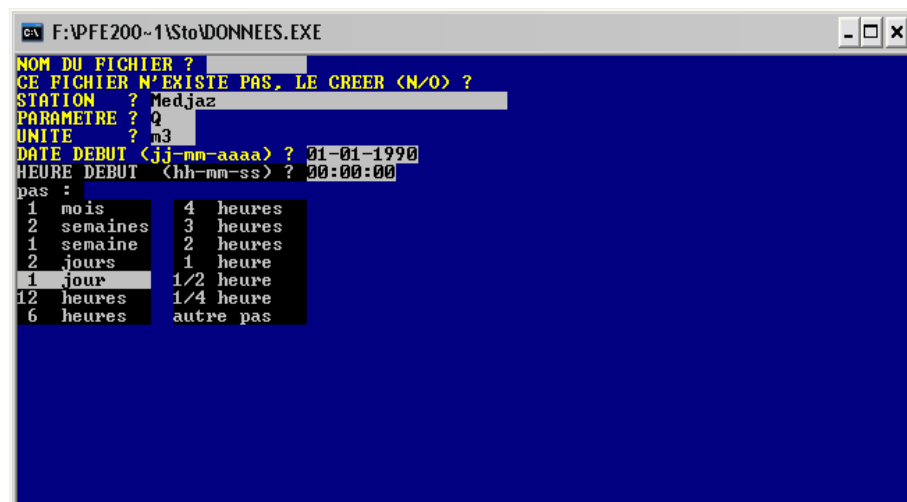 F:\PFE200~1\Sto\DONNEES.EXE
NOM DU FICHIER ?
CE FICHIER N'EXISTE PAS, LE CREER (N/O) ?
STATION ? Medjaz
PARAMETRE ? Q
UNITE ? m3
DATE DEBUT (jj-mm-aaaa) ? 01-01-1990
HEURE DEBUT (hh-mm-ss) ? 00:00:00
pas :
1 mois 4 heures
2 semaines 3 heures
1 semaine 2 heures
2 jours 1 heure
1 jour 1/2 heure
12 heures 1/4 heure
6 heures autre pas